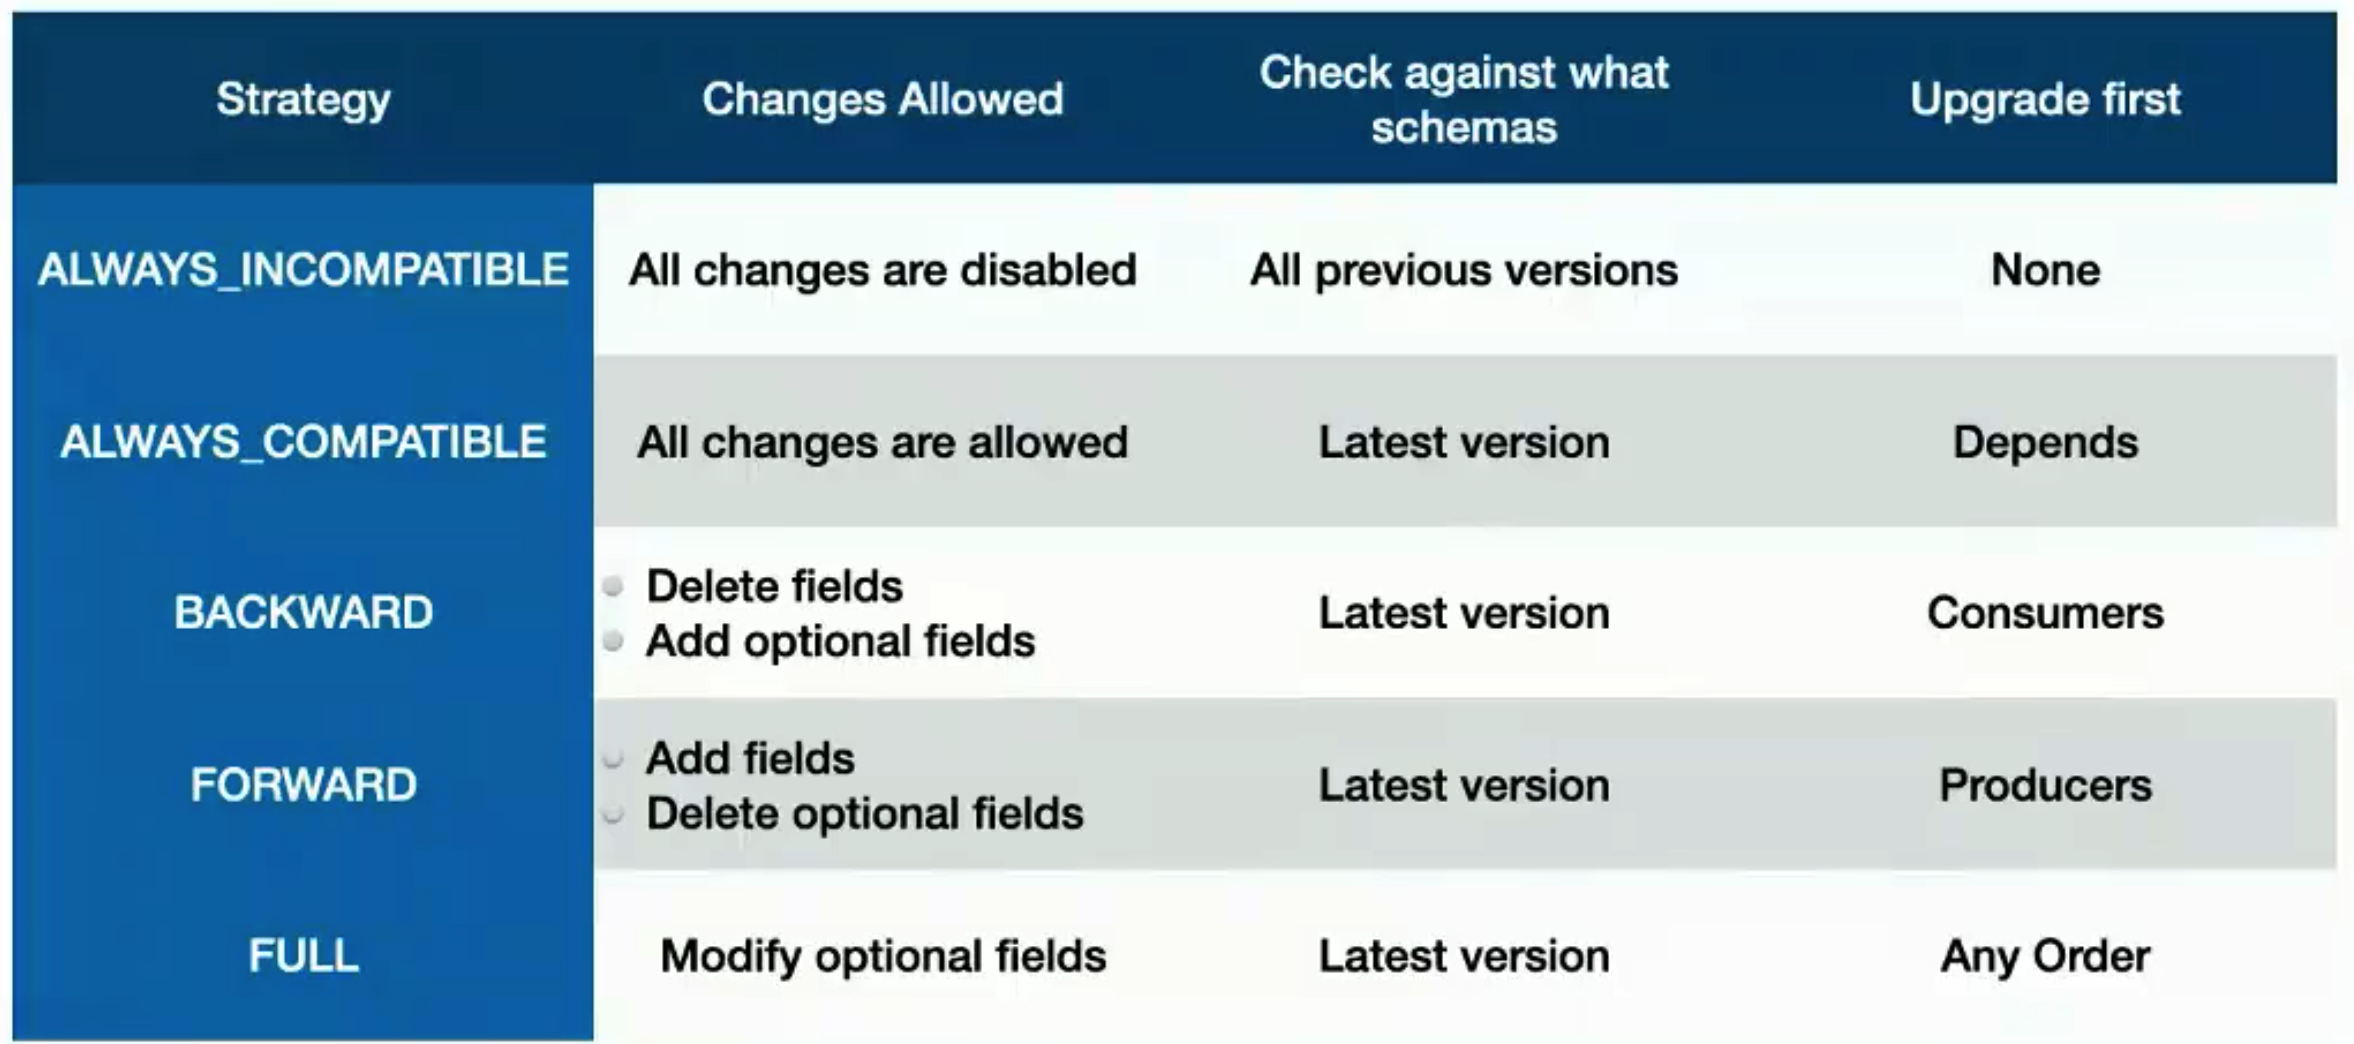 Strategy
Changes Allowed
Check against what
schemas
Upgrade first
ALWAYS_INCOMPATIBLE
All changes are disabled
All previous versions
None
ALWAYS_COMPATIBLE
All changes are allowed
Latest version
Depends
BACKWARD
Delete fields
Add optional fields
Latest version
Consumers
FORWARD
Add fields
Delete optional fields
Latest version
Producers
FULL
Modify optional fields
Latest version
Any Order